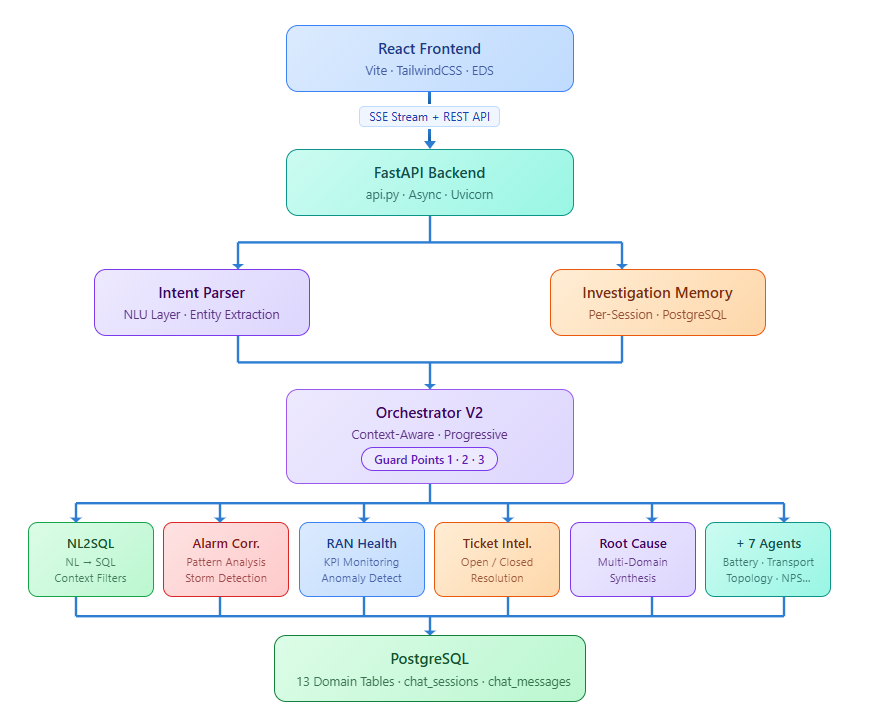 React Frontend
Vite · TailwindCSS · EDS
SSE Stream + REST API
FastAPI Backend
api.py · Async · Uvicorn
Intent Parser
NLU Layer · Entity Extraction
Investigation Memory
Per-Session · PostgreSQL
Orchestrator V2
Context-Aware · Progressive
Guard Points 1 · 2 · 3
NL2SQL
NL → SQL
Context Filters
Alarm Corr.
Pattern Analysis
Storm Detection
RAN Health
KPI Monitoring
Anomaly Detect
Ticket Intel.
Open / Closed
Resolution
Root Cause
Multi-Domain
Synthesis
+ 7 Agents
Battery · Transport
Topology · NPS...
PostgreSQL
13 Domain Tables · chat_sessions · chat_messages